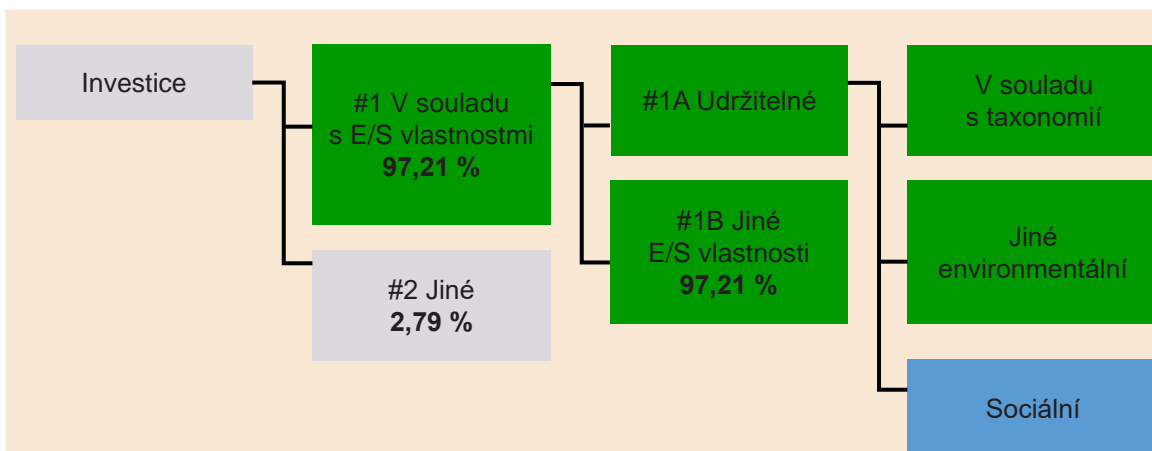 Investice
#1 V souladu
s E/S vlastnostmi
97,21 %
#2 Jiné
2,79 %
#1A Udržitelné
#1B Jiné
E/S vlastnosti
97,21 %
V souladu
s taxonomií
Jiné
environmentální
Sociální